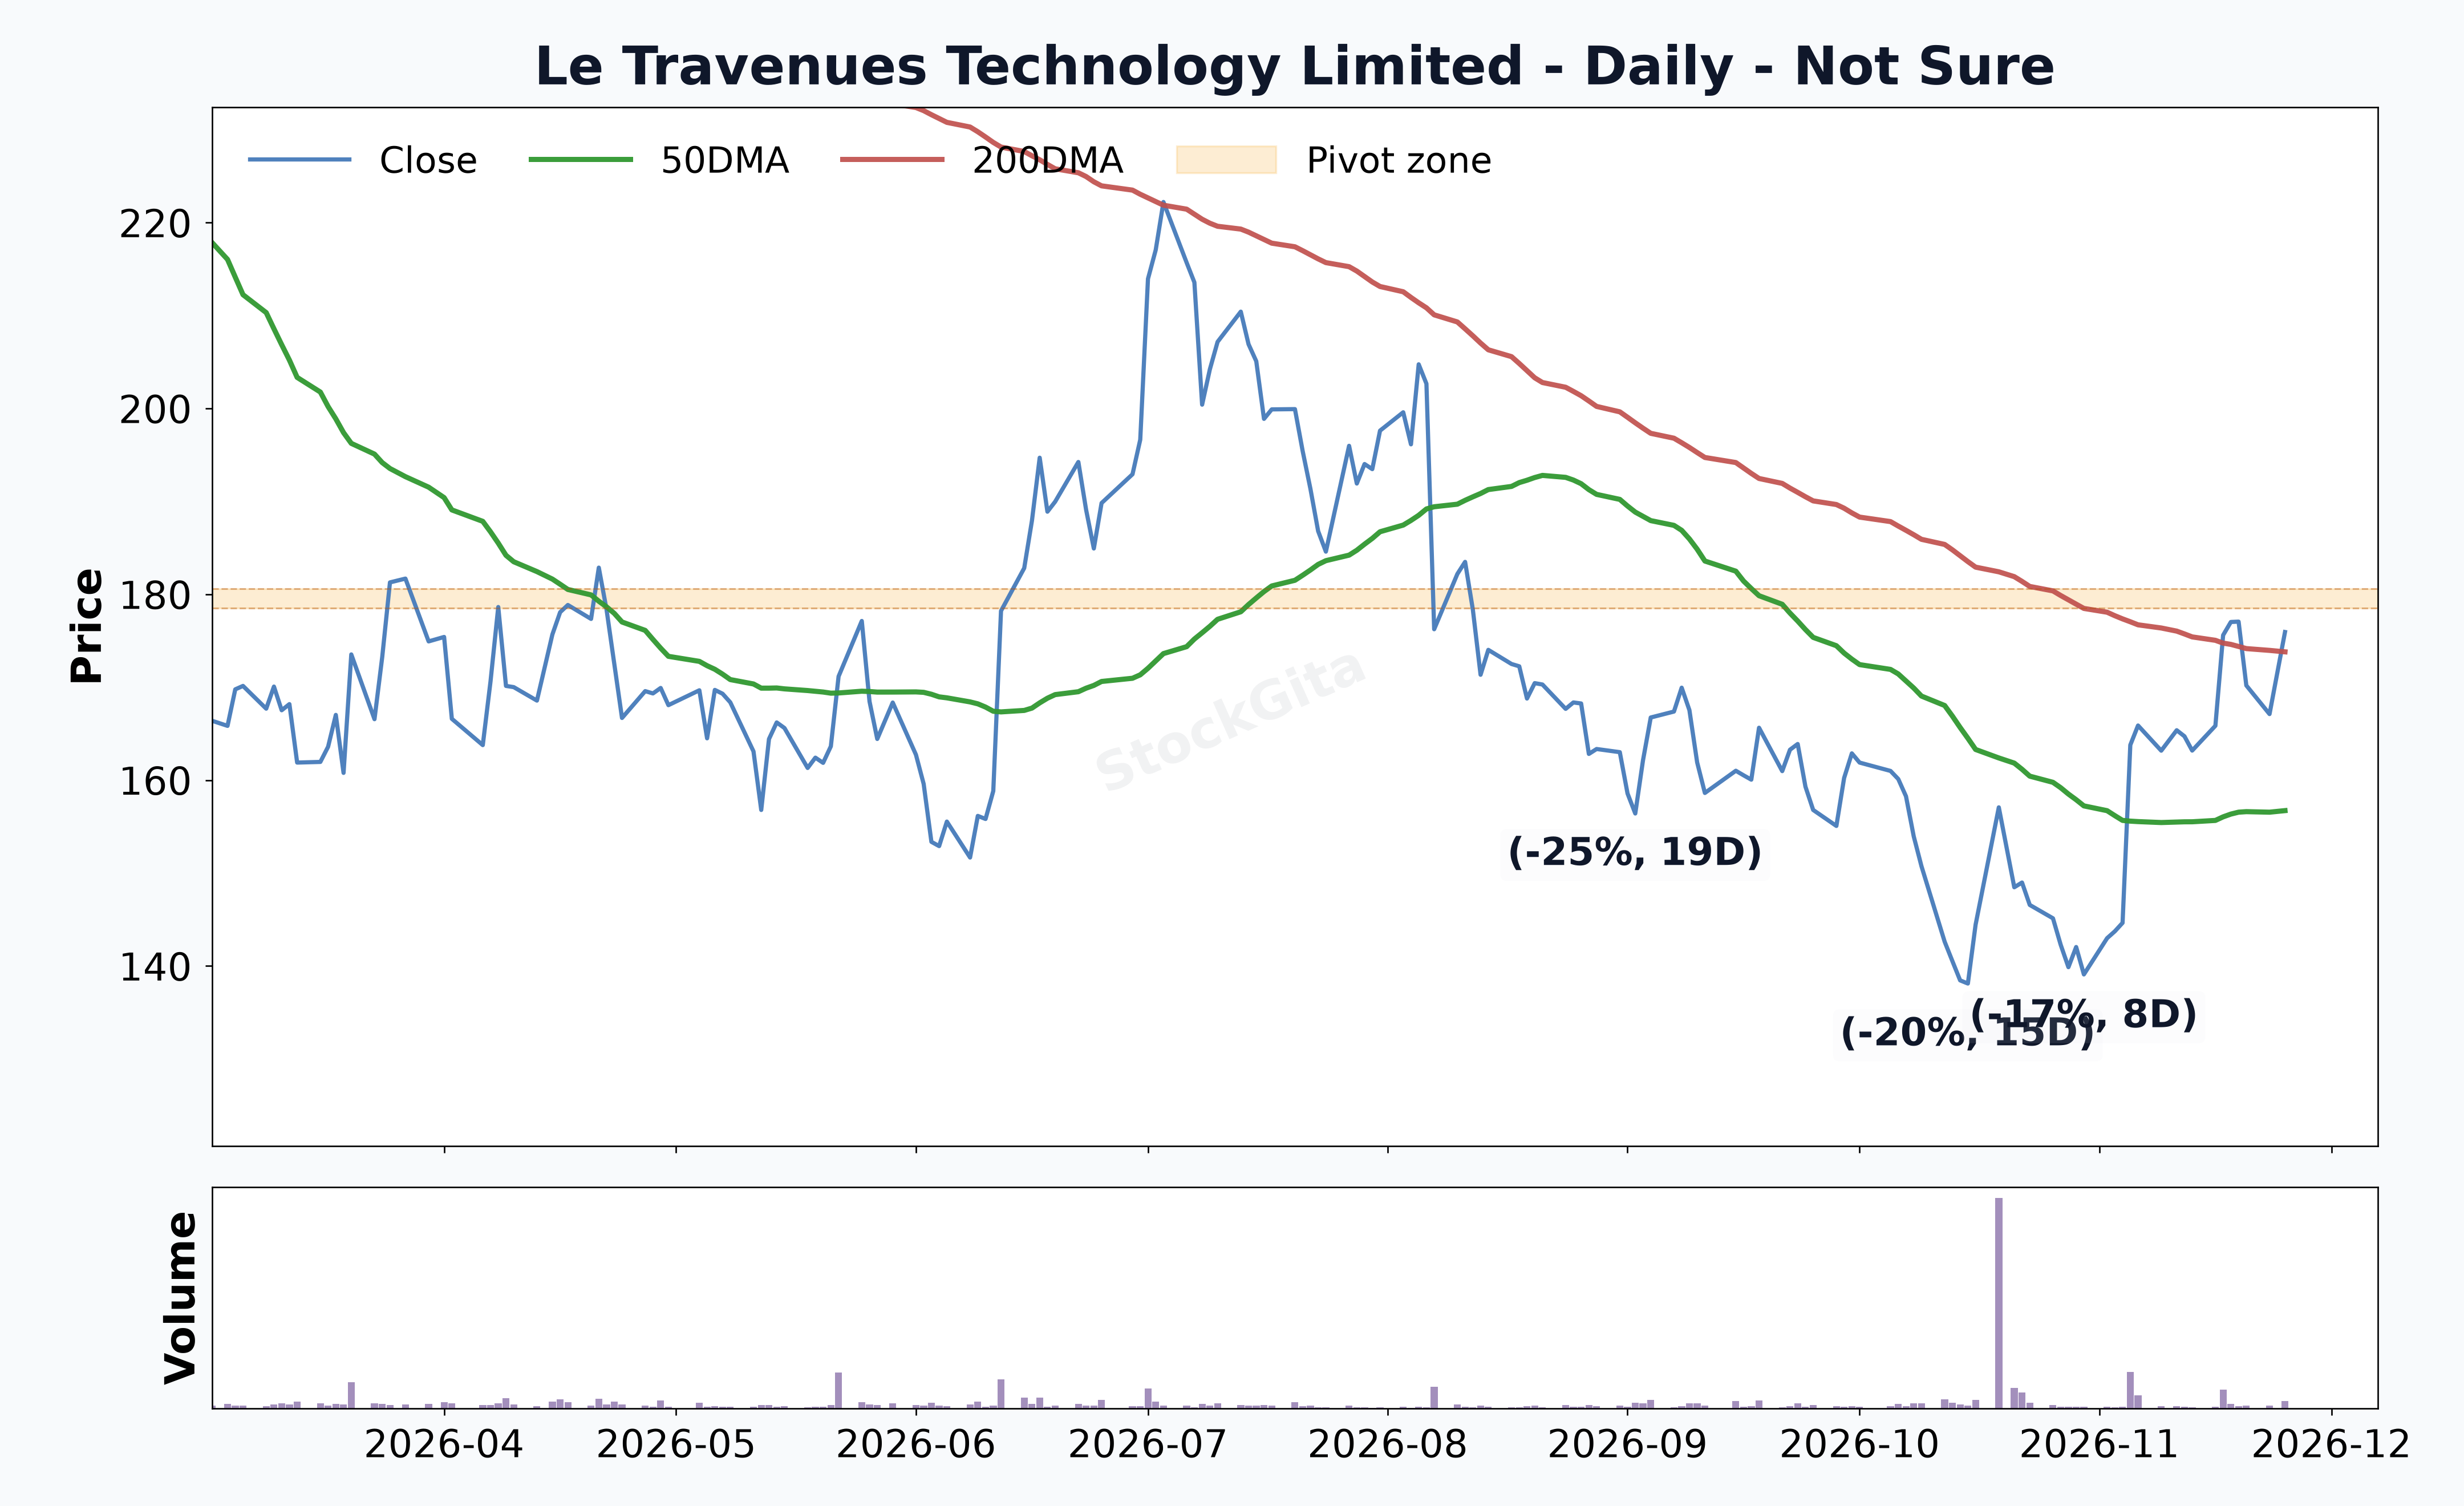 Le Travenues Technology Limited - Daily - Not Sure
Close 50DMA 200DMA Pivot zone
Price
220
200
180
160
140
StockGita
(-25%, 19D)
(-17%, 8D)
(-20%, 15D)
Volume
2026-04 2026-05 2026-06 2026-07 2026-08 2026-09 2026-10 2026-11 2026-12